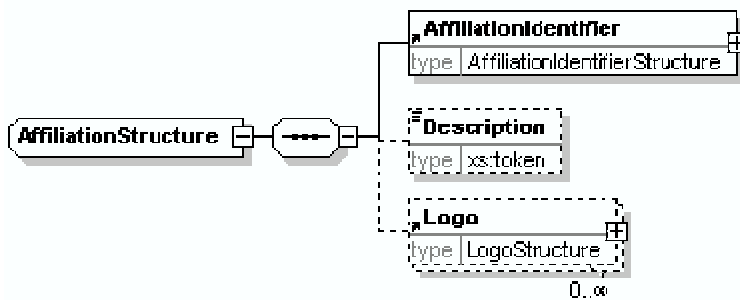 AffiliationIdentifier
type AffiliationIdentifierStructure
AffiliationStructure
Description
type xs:token
Logo
type LogoStructure
0..∞